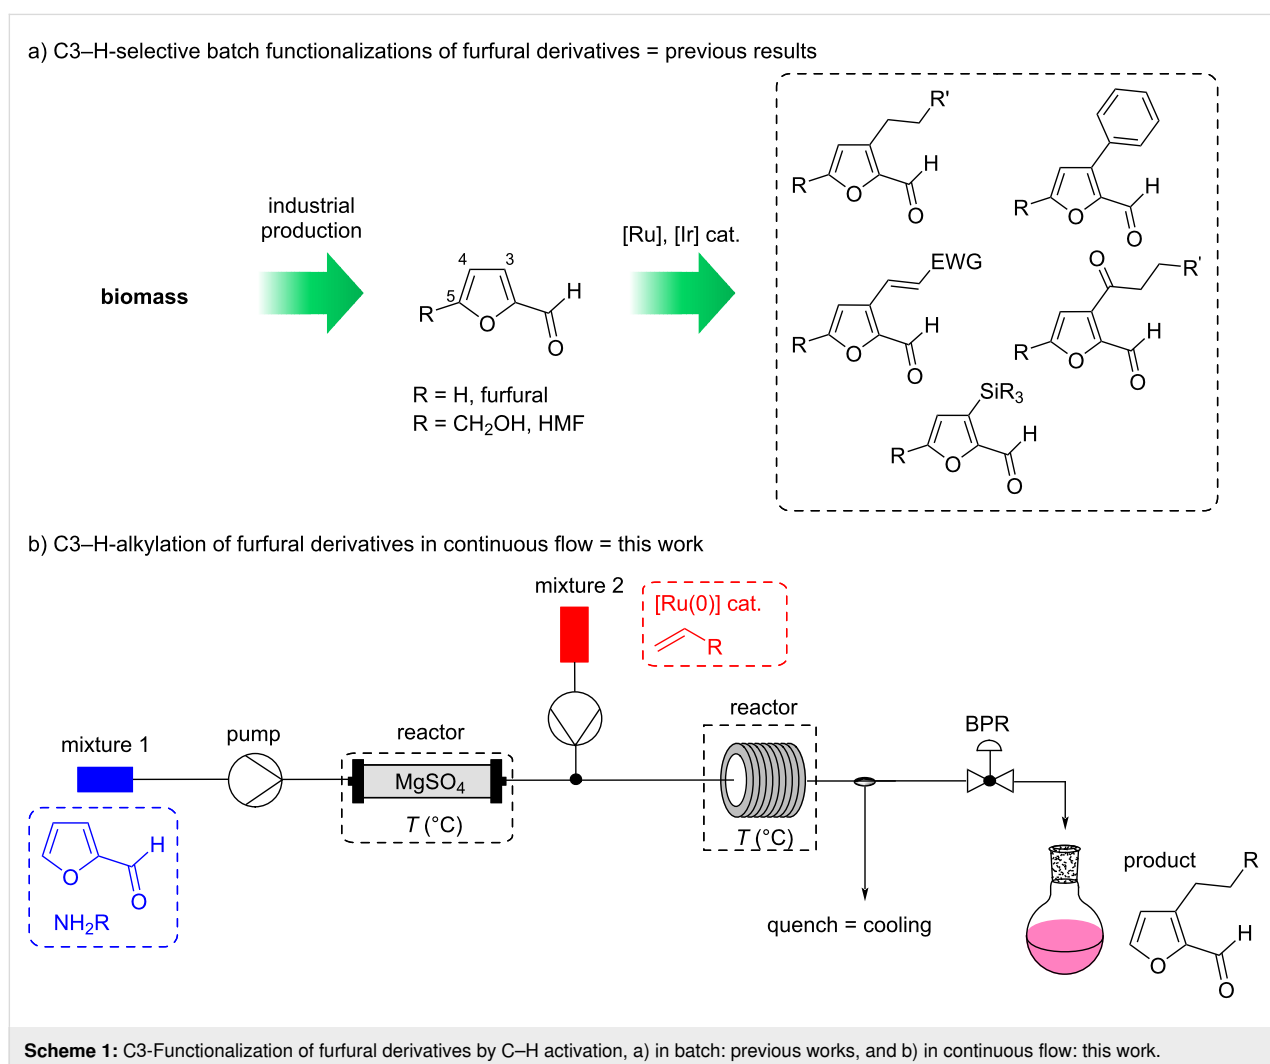 a) C3–H-selective batch functionalizations of furfural derivatives = previous results
R'
H
R
O
O
H
R
O
O
industrial
production
[Ru], [Ir] cat.
biomass
4
3
5
R
O
H
O
EWG
H
R
O
O
O
R'
H
R
O
O
R = H, furfural
R = CH₂OH, HMF
SiR₃
H
R
O
O
b) C3–H-alkylation of furfural derivatives in continuous flow = this work
mixture 2
[Ru(0)] cat.
R
mixture 1
pump
reactor
MgSO₄
T (°C)
reactor
T (°C)
BPR
H
O
O
NH₂R
quench = cooling
product
R
H
O
O
Scheme 1: C3-Functionalization of furfural derivatives by C–H activation, a) in batch: previous works, and b) in continuous flow: this work.